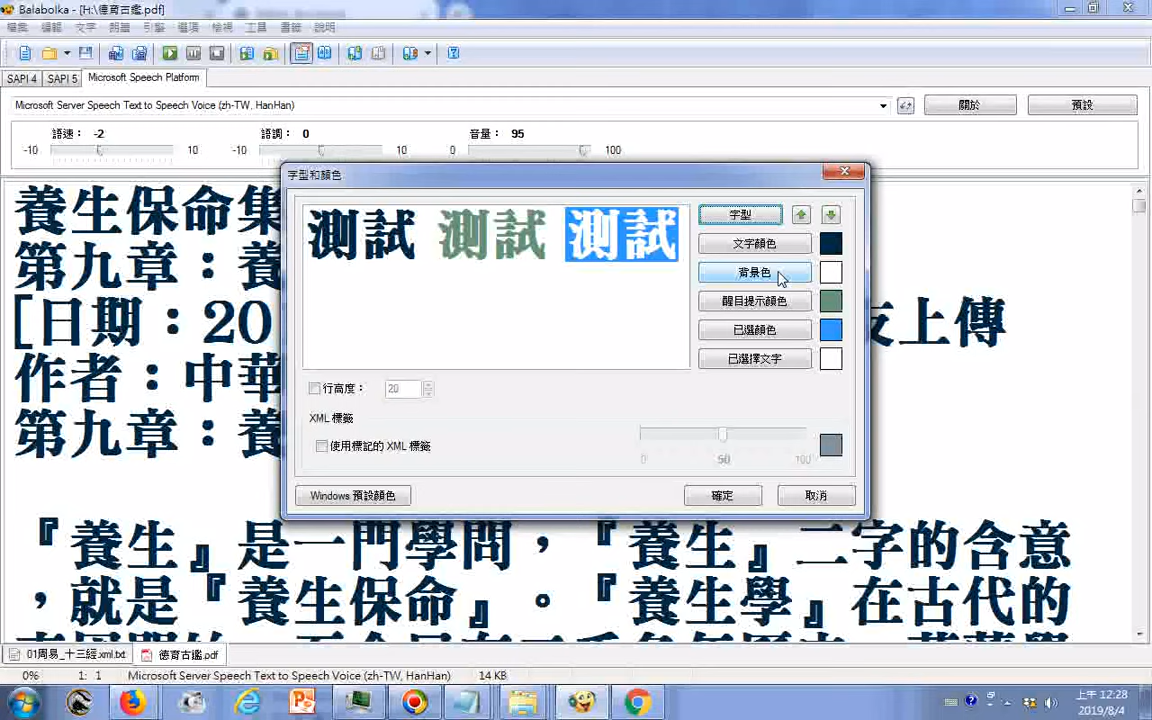 Balabolka - [H:\德育古鑑.pdf]
檔案 編輯 文字 朗讀 引擎 選項 檢視 工具 書籤 說明
SAPI 4 SAPI 5 Microsoft Speech Platform
Microsoft Server Speech Text to Speech Voice (zh-TW, HanHan) 關於 預設
語速： -2 語調： 0 音量： 95
-10 10 -10 10 0 100
字型和顏色
養生保命集
第九章：養
[日期：20
友上傳
作者：中華
第九章：養
測試 測試 測試
字型
文字顏色
背景色
醒目提示顏色
已選顏色
已選擇文字
行高度： 20
XML 標籤
使用標記的 XML 標籤
0 50 100
Windows 預設顏色 確定 取消
『養生』是一門學問，『養生』二字的含意
，就是『養生保命』。『養生學』在古代的
01周易_十三經.xml.txt 德育古鑑.pdf
0% 1: 1 Microsoft Server Speech Text to Speech Voice (zh-TW, HanHan) 14 KB
上午 12:28
2019/8/4